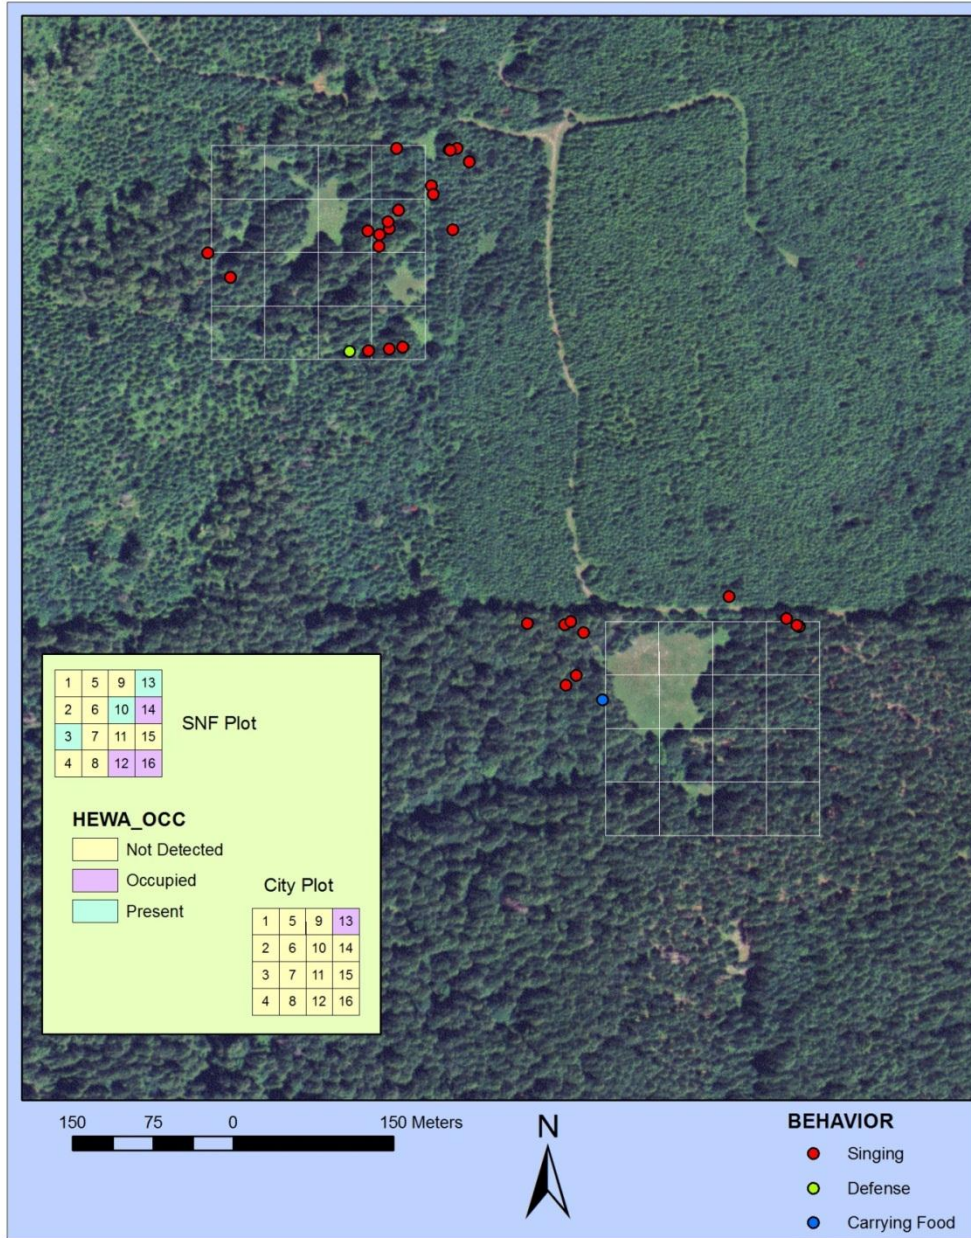 1 5 9 13
2 6 10 14
3 7 11 15
4 8 12 16
SNF Plot
HEWA_OCC
Not Detected
Occupied
Present
City Plot
1 5 9 13
2 6 10 14
3 7 11 15
4 8 12 16
150 75 0 150 Meters
N
BEHAVIOR
Singing
Defense
Carrying Food